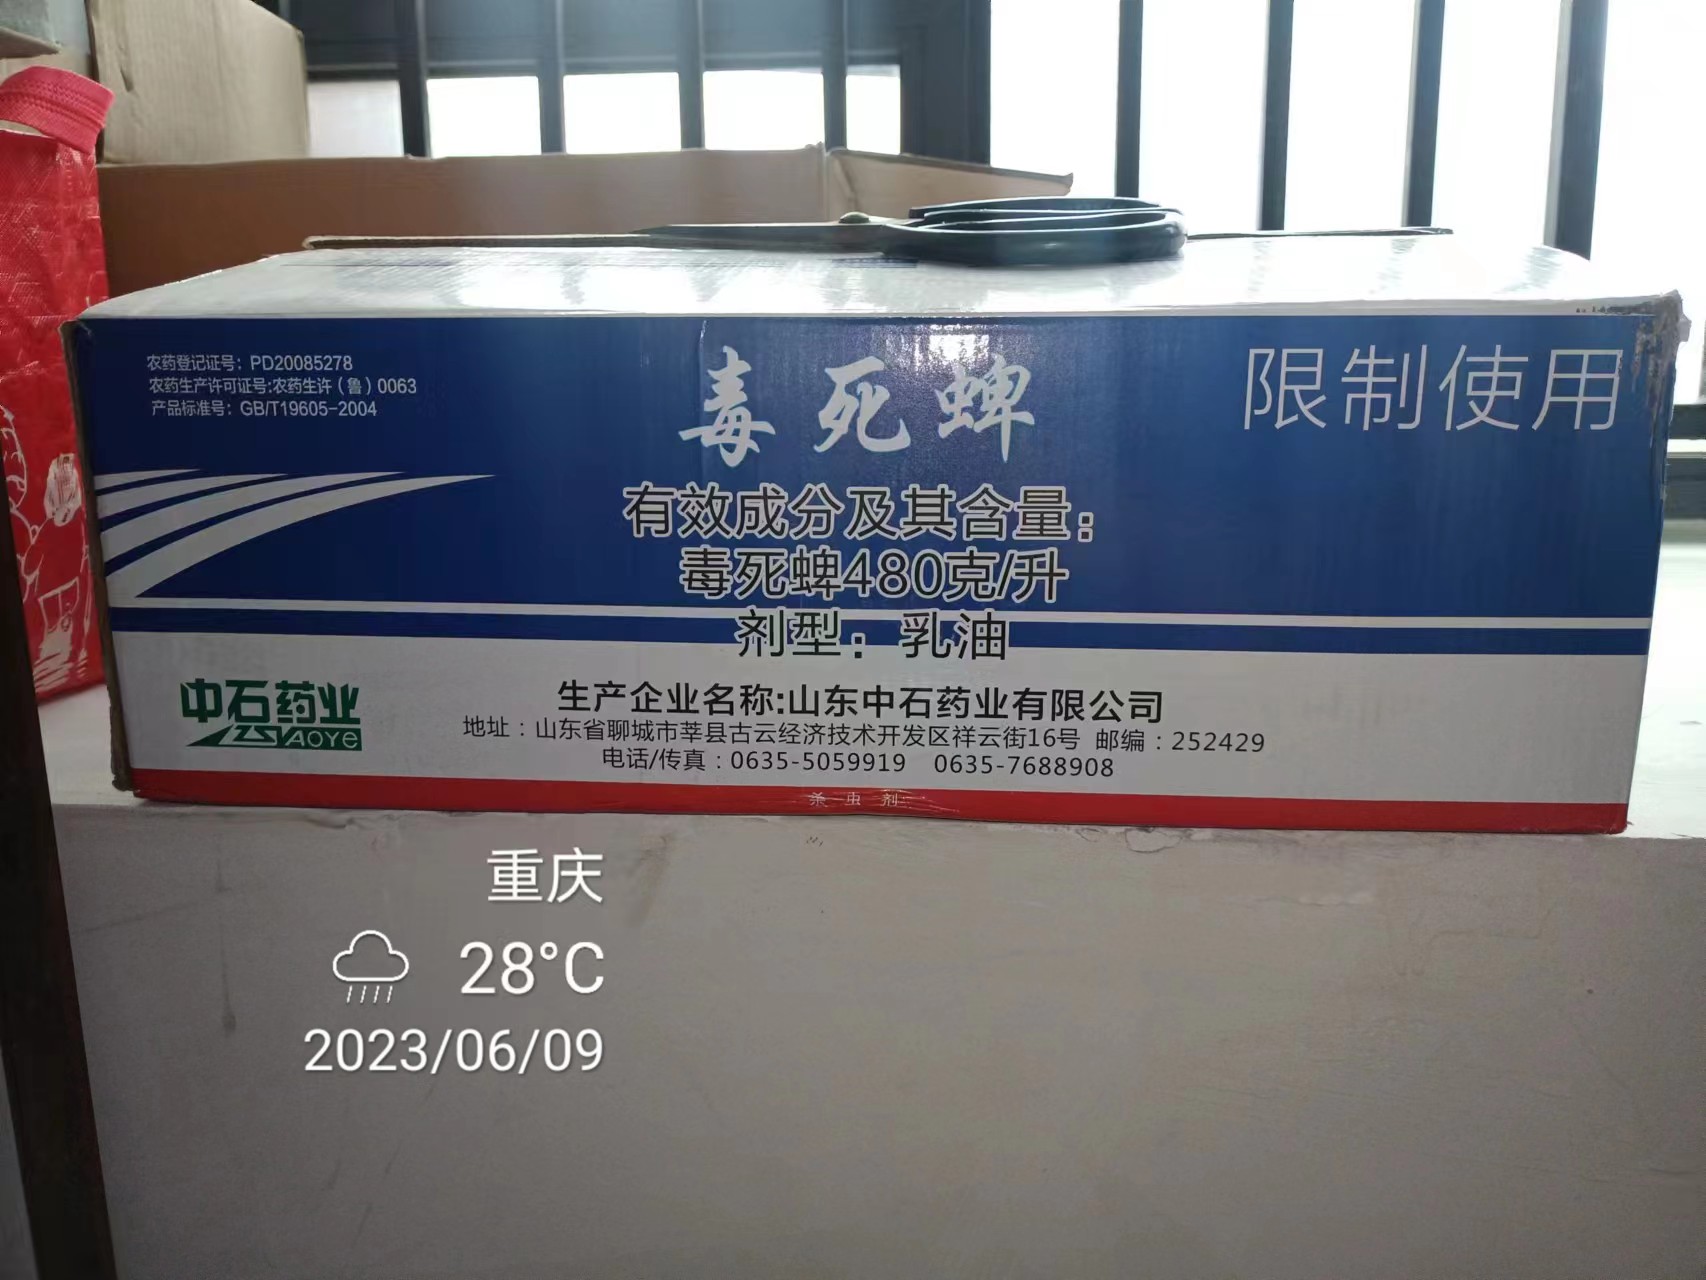 农药登记证号：PD20085278
农药生产许可证号:农药生许（鲁）0063
产品标准号：GB/T19605-2004
毒死蜱
限制使用
有效成分及其含量：
毒死蜱480克/升
剂型：乳油
中石药业
YAOYE
生产企业名称:山东中石药业有限公司
地址：山东省聊城市莘县古云经济技术开发区祥云街16号 邮编：252429
电话/传真：0635-5059919 0635-7688908
杀虫剂
重庆
28°C
2023/06/09